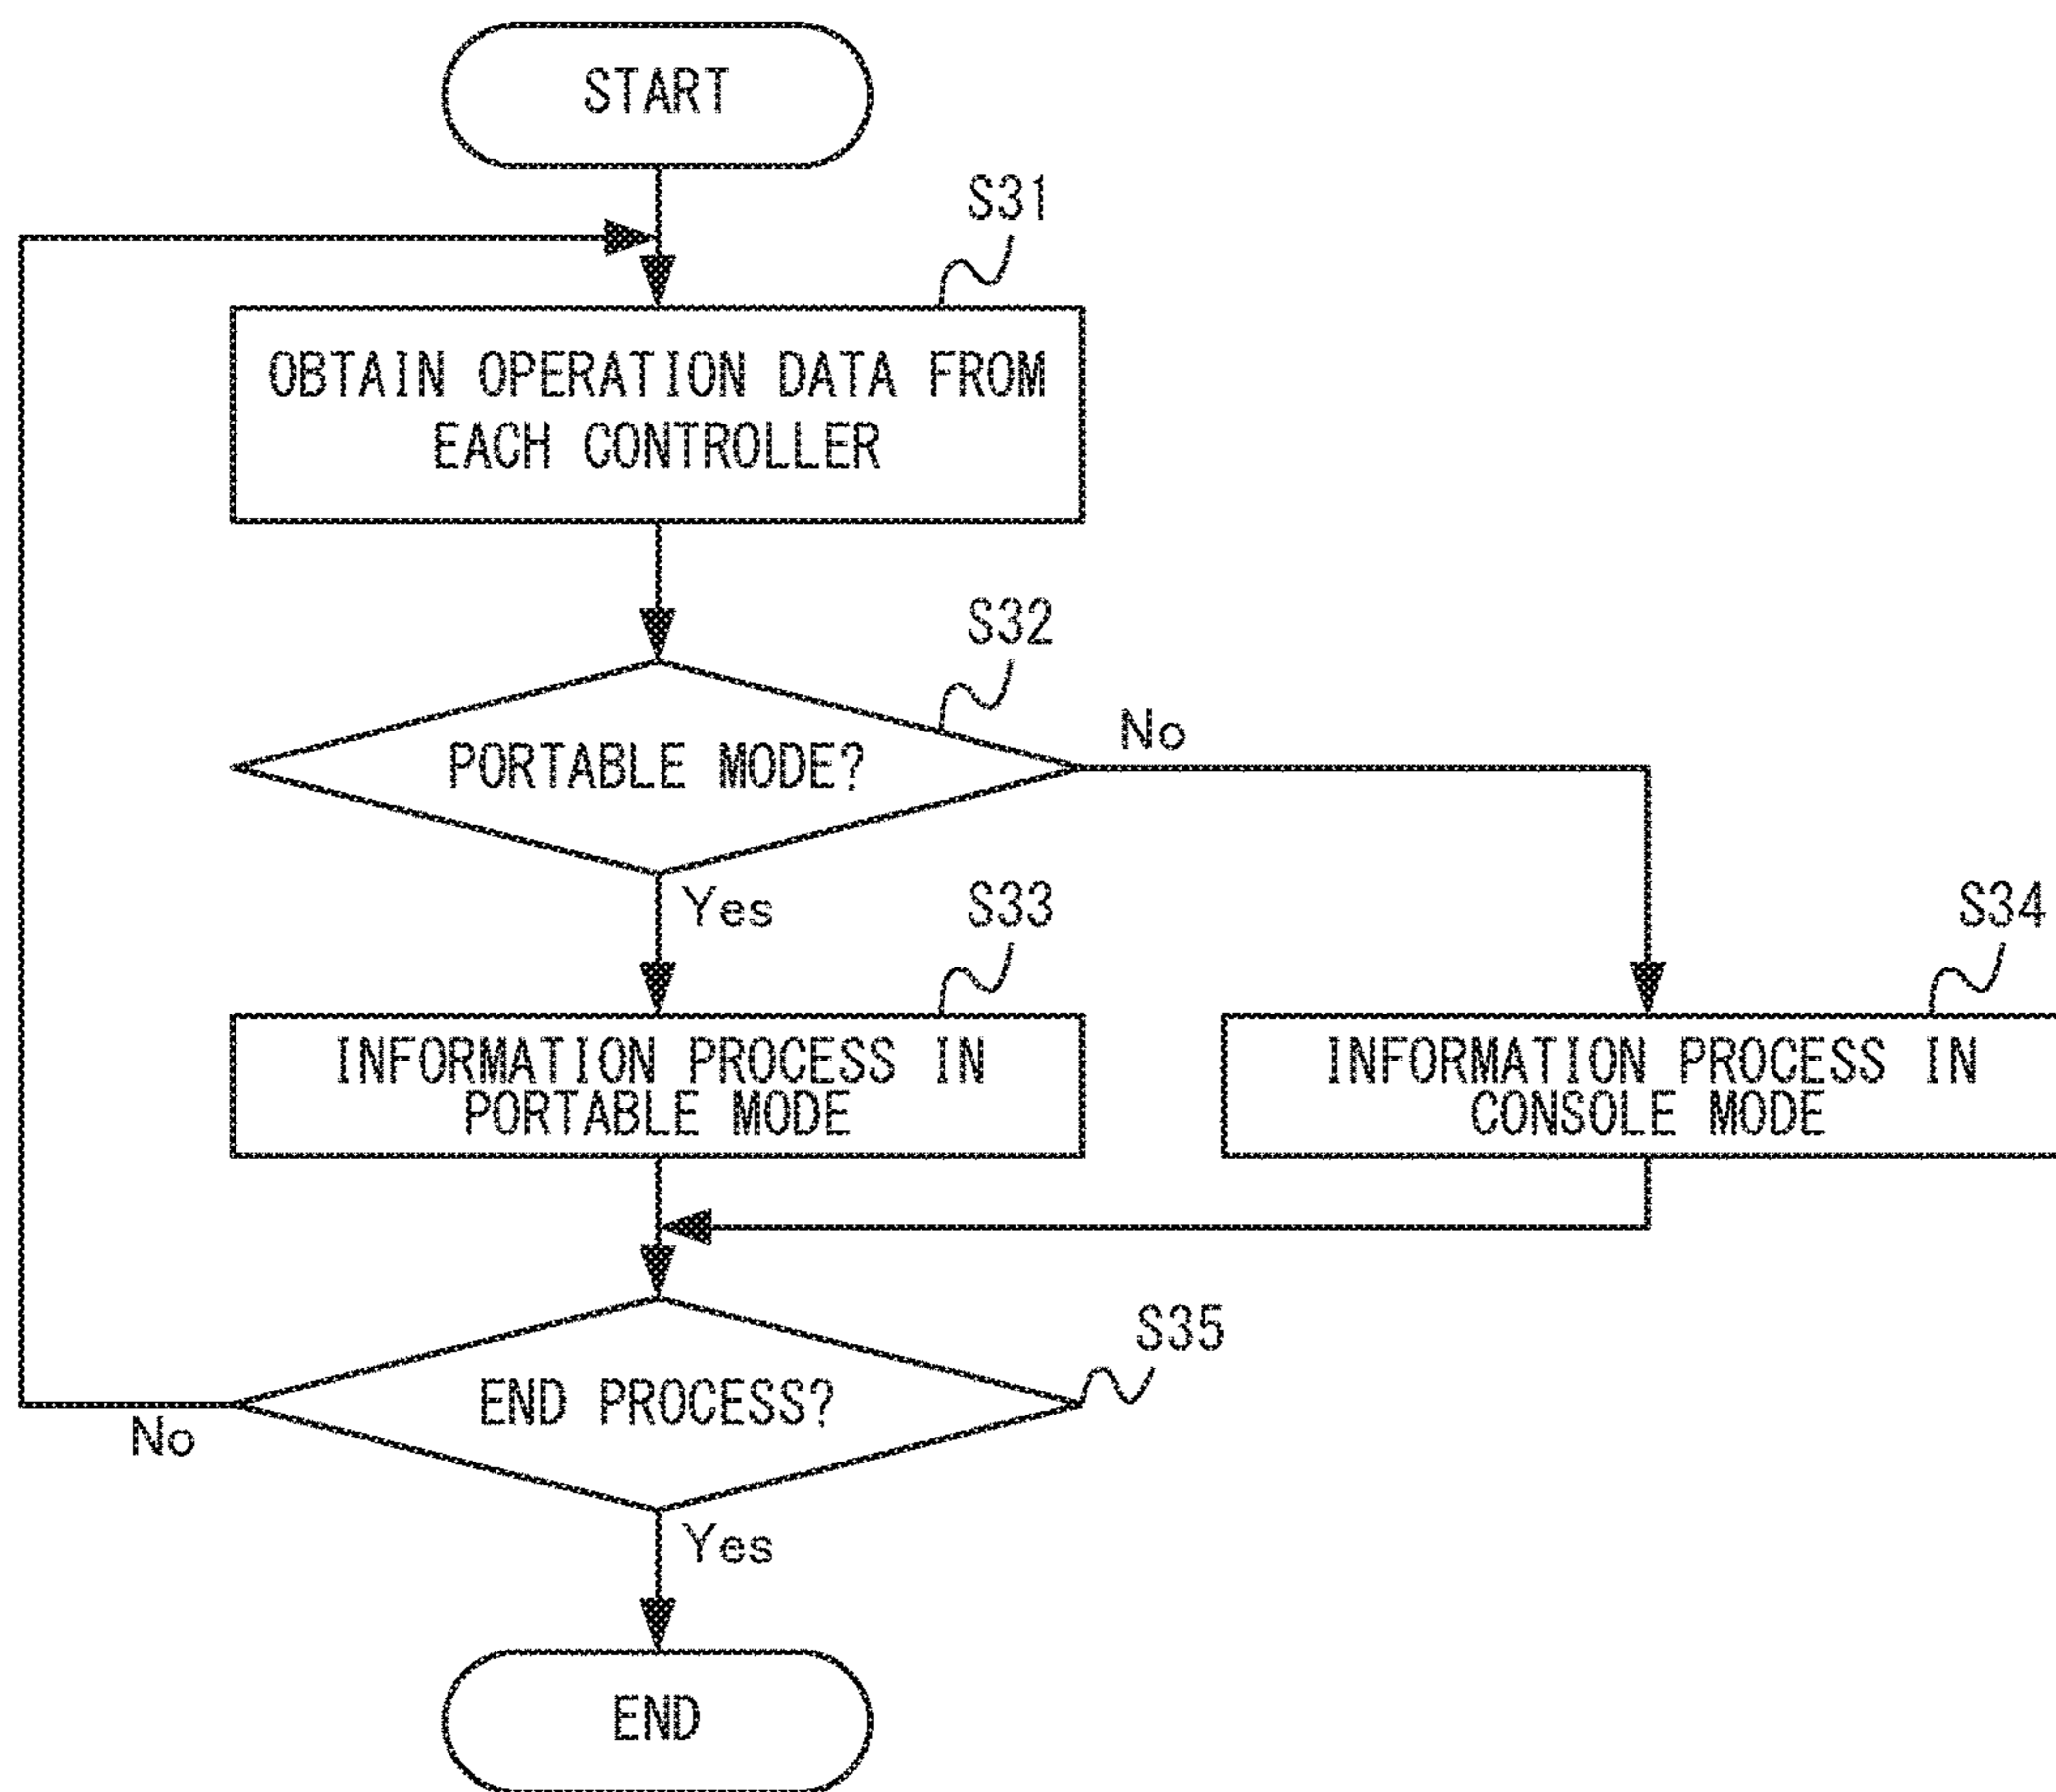 START
S31
OBTAIN OPERATION DATA FROM
EACH CONTROLLER
S32
PORTABLE MODE?
No
Yes
S33
S34
INFORMATION PROCESS IN
PORTABLE MODE
INFORMATION PROCESS IN
CONSOLE MODE
S35
END PROCESS?
No
Yes
END